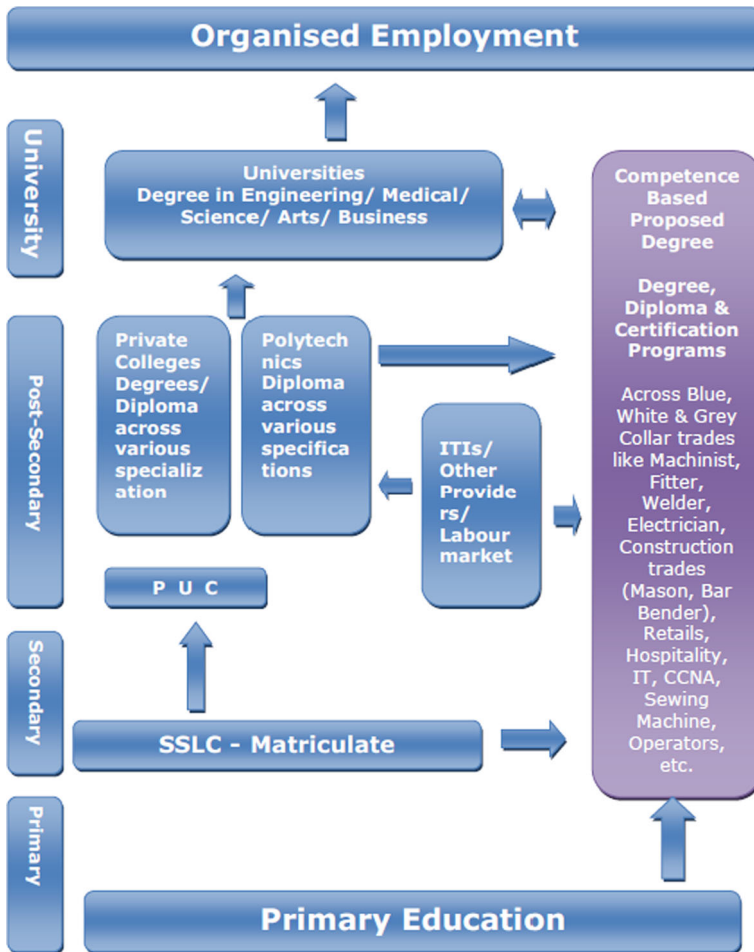 Organised Employment
University
Universities
Degree in Engineering/ Medical/
Science/ Arts/ Business
Competence
Based
Proposed
Degree
Degree,
Diploma &
Certification
Programs
Across Blue,
White & Grey
Collar trades
like Machinist,
Fitter,
Welder,
Electrician,
Construction
trades
(Mason, Bar
Bender),
Retails,
Hospitality,
IT, CCNA,
Sewing
Machine,
Operators,
etc.
Post-Secondary
Private
Colleges
Degrees/
Diploma
across
various
specializ
ation
Polytech
nics
Diploma
across
various
specifica
tions
ITIs/
Other
Provide
rs/
Labour
market
P U C
Secondary
SSLC - Matriculate
Primary
Primary Education